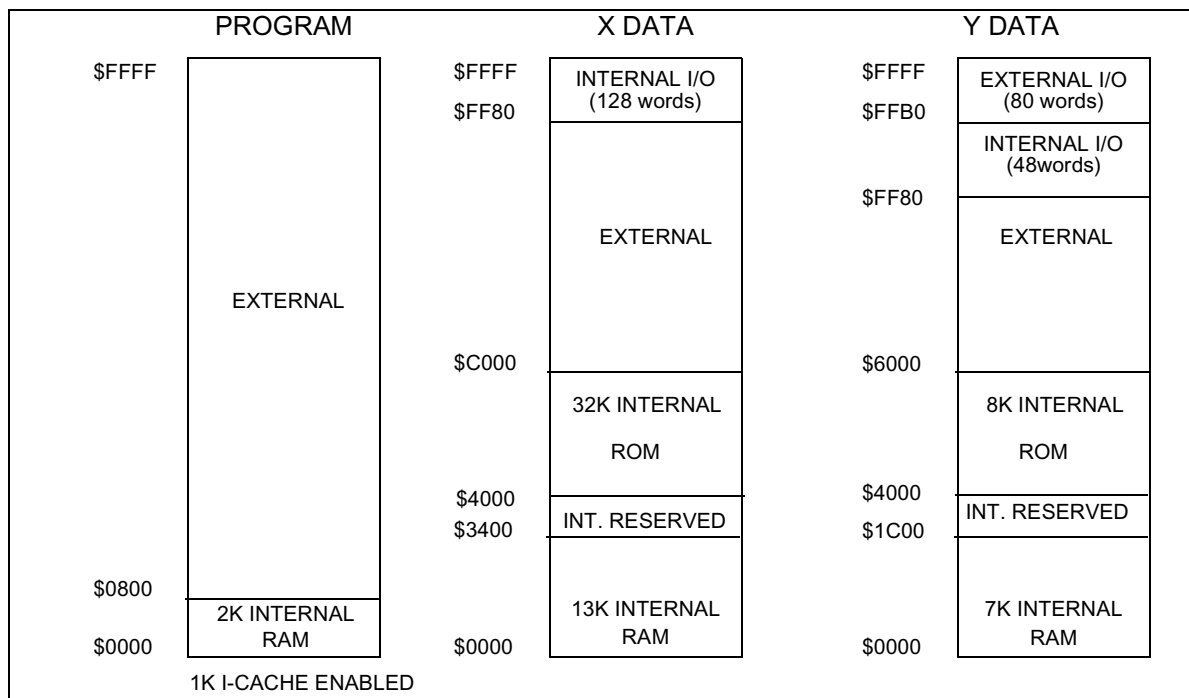 PROGRAM
$FFFF
EXTERNAL
$0800
2K INTERNAL
RAM
$0000
1K I-CACHE ENABLED
X DATA
$FFFF
INTERNAL I/O
(128 words)
$FF80
EXTERNAL
$C000
32K INTERNAL
ROM
$4000
INT. RESERVED
$3400
13K INTERNAL
RAM
$0000
Y DATA
$FFFF
EXTERNAL I/O
(80 words)
$FFB0
INTERNAL I/O
(48words)
$FF80
EXTERNAL
$6000
8K INTERNAL
ROM
$4000
INT. RESERVED
$1C00
7K INTERNAL
RAM
$0000